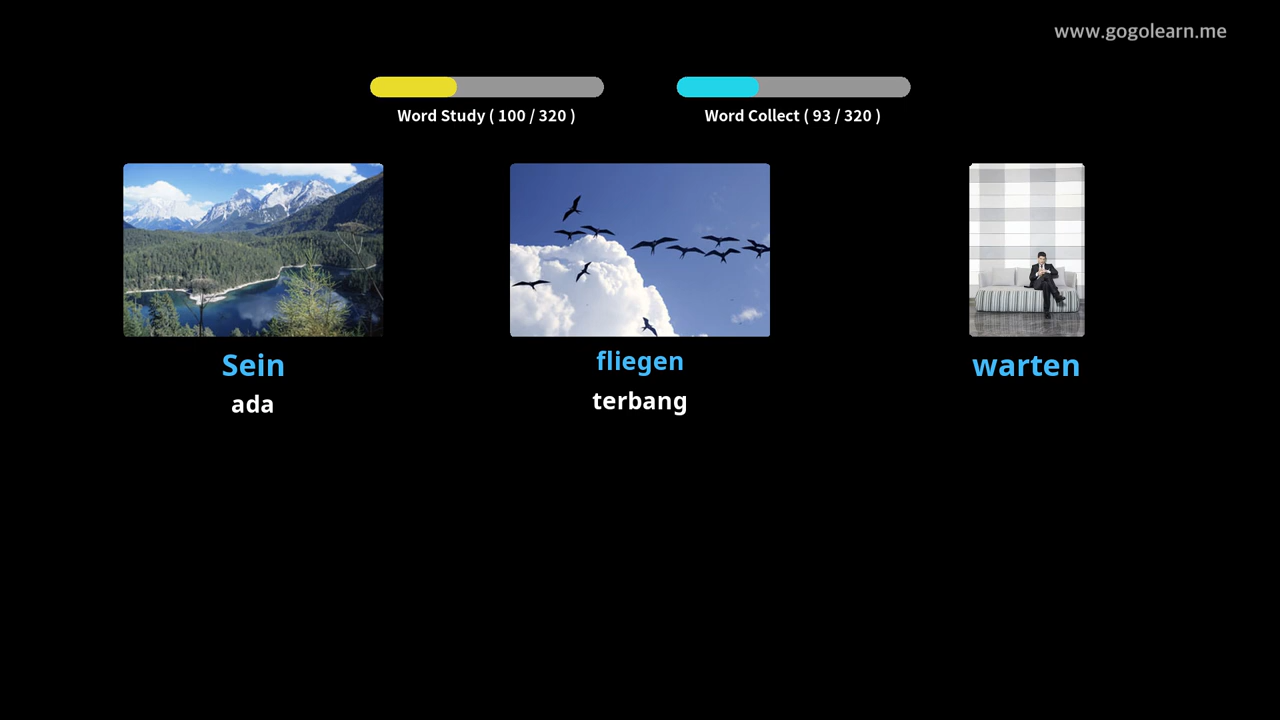 www.gogolearn.me
Word Study ( 100 / 320 )
Word Collect ( 93 / 320 )
Sein
ada
fliegen
terbang
warten